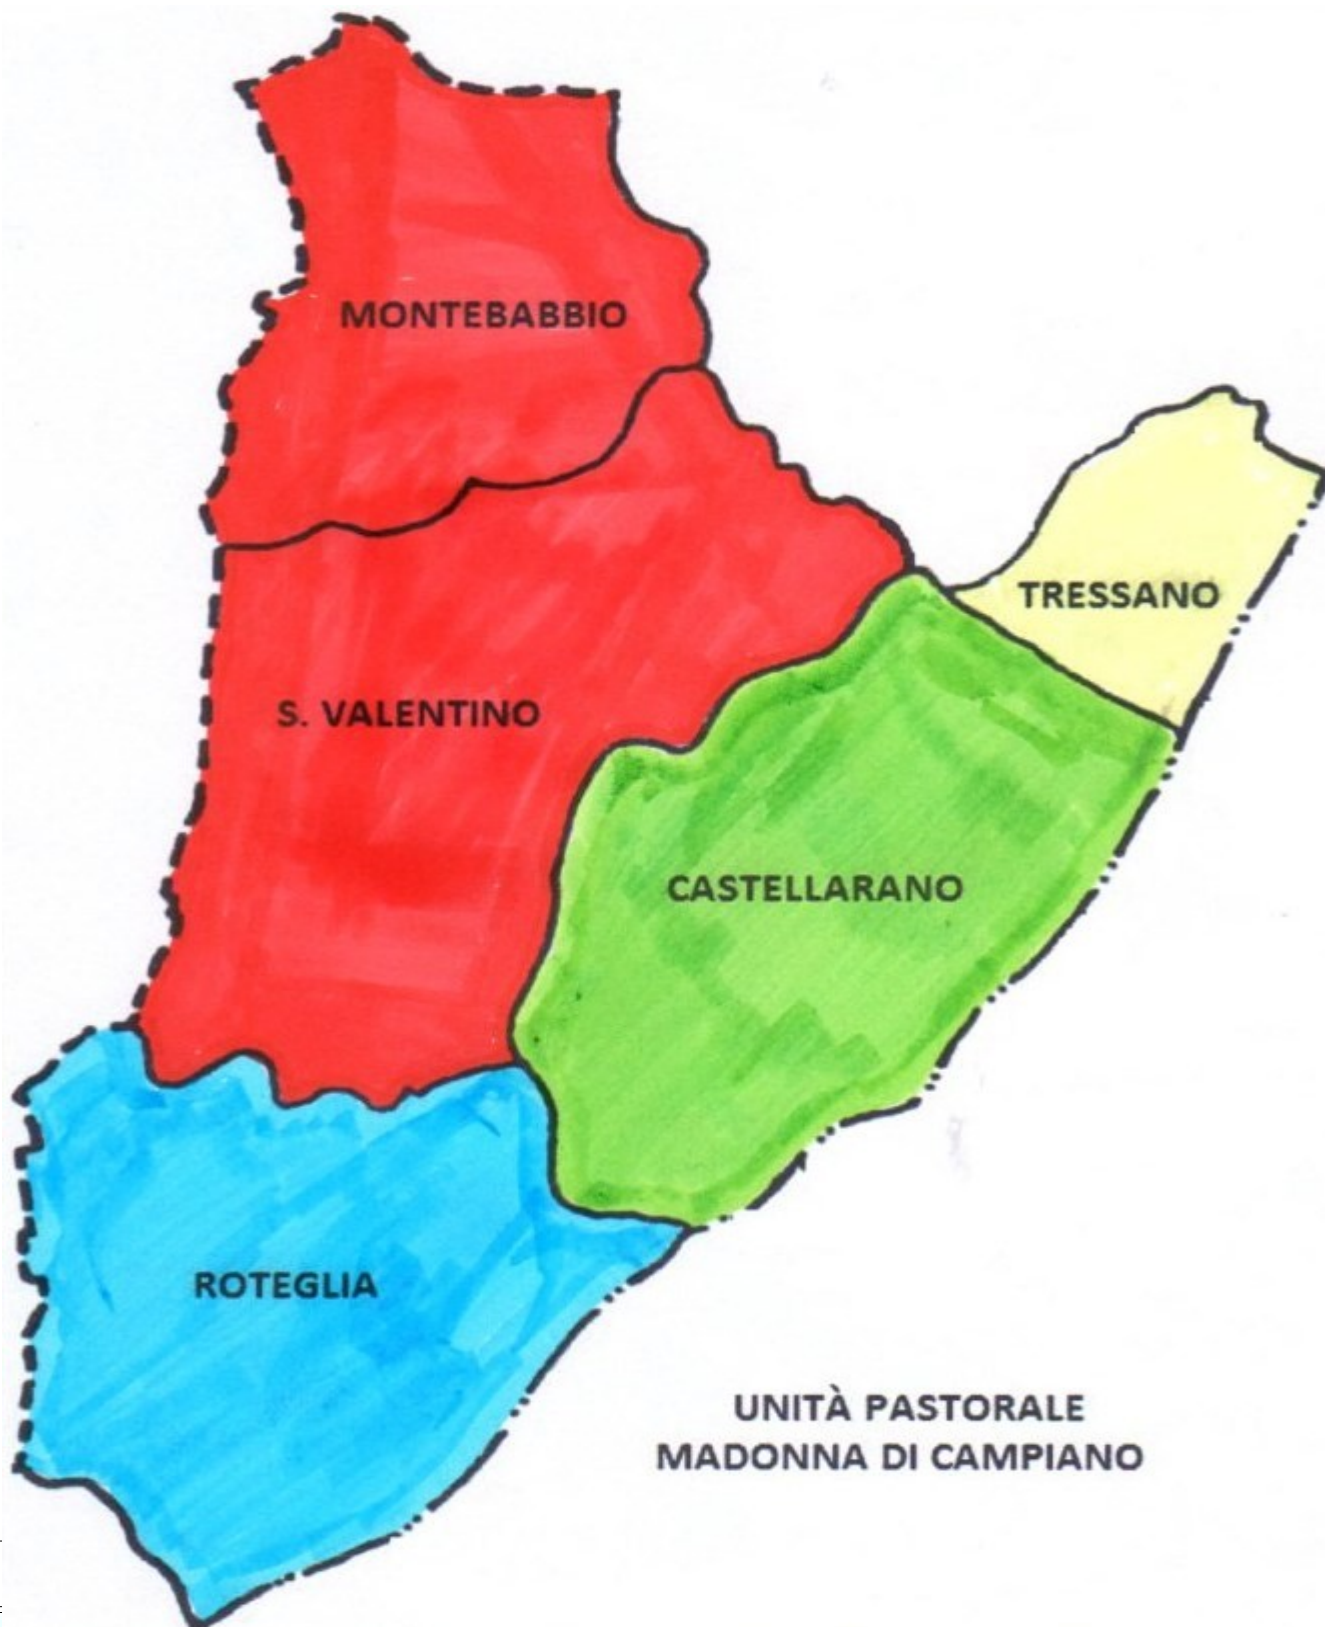 MONTEBABBIO
TRESSANO
S. VALENTINO
CASTELLARANO
ROTEGLIA
UNITÀ PASTORALE
MADONNA DI CAMPIANO